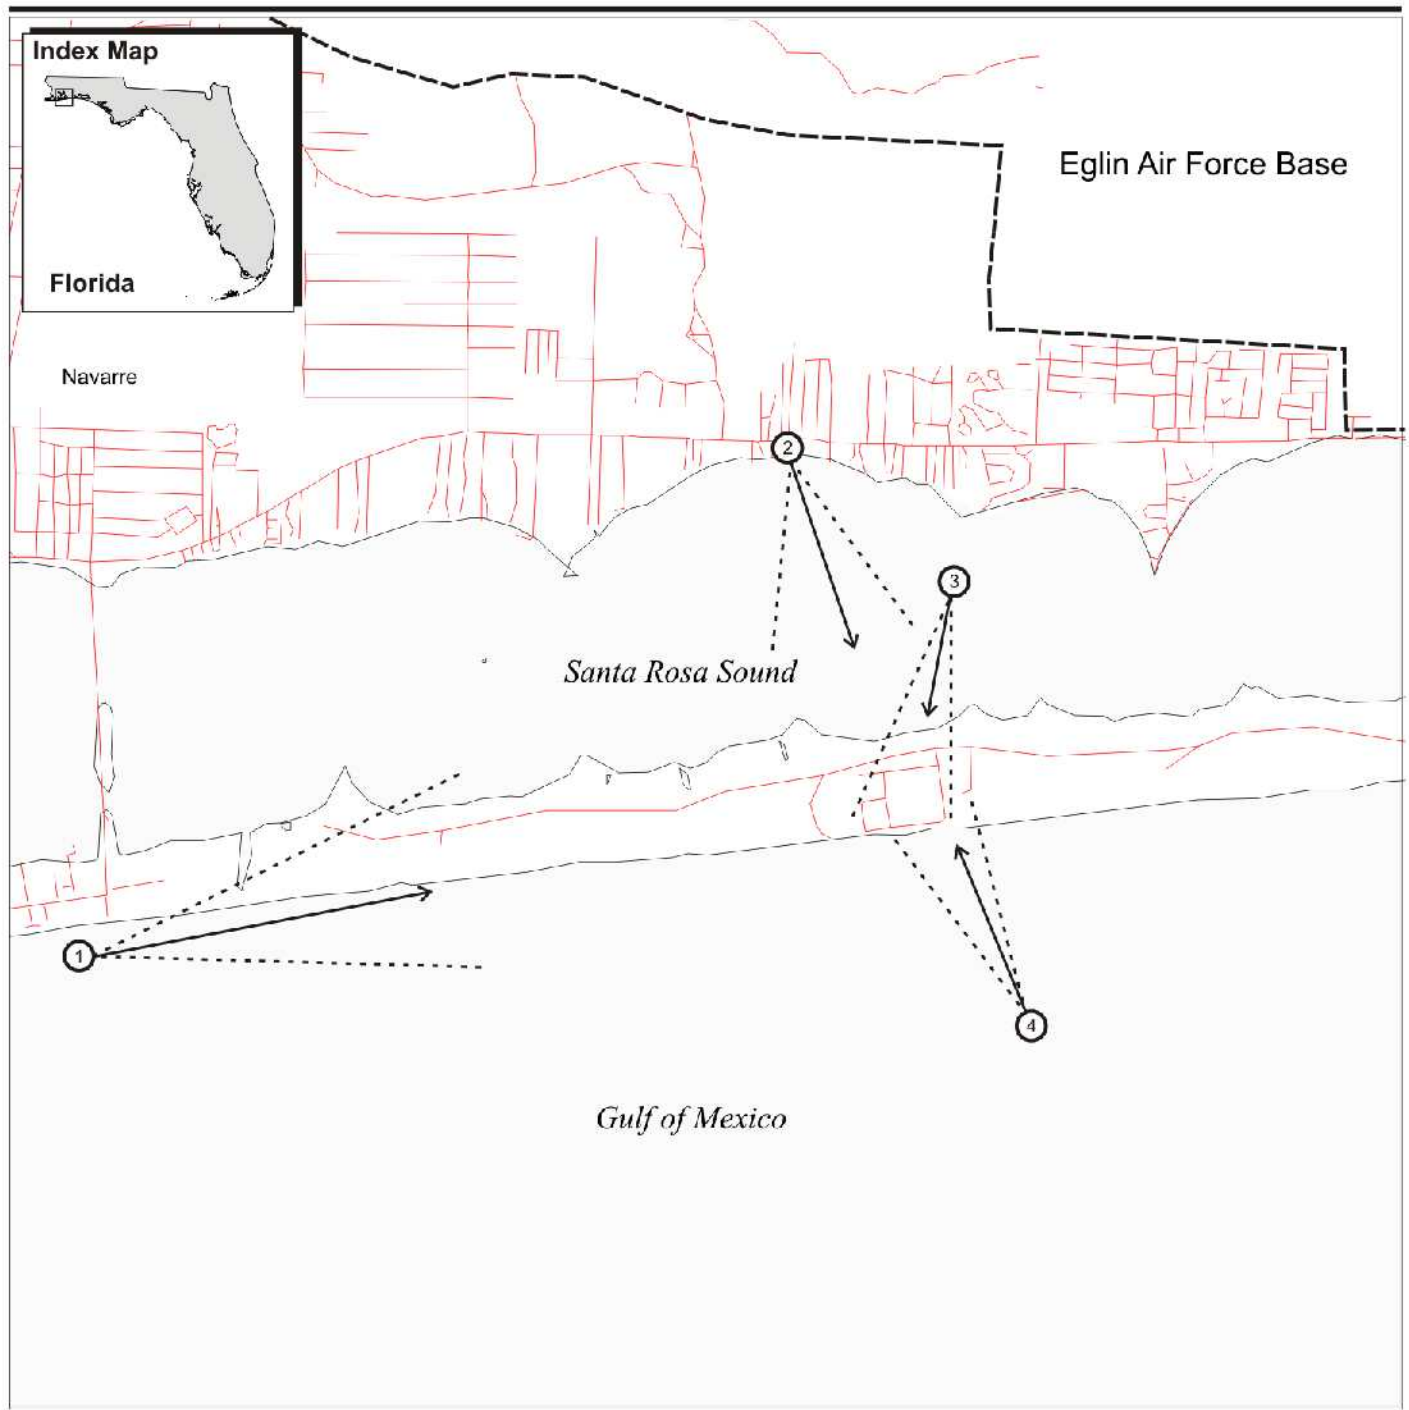 Index Map
Florida
Eglin Air Force Base
Navarre
2
3
Santa Rosa Sound
1
4
Gulf of Mexico